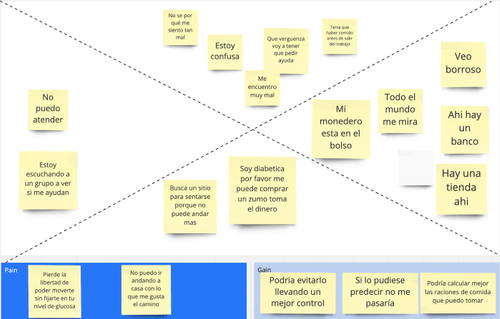 No se por
qué me
siento tan
mal
Estoy
confusa
Que verguenza
voy a tener
que pedir
ayuda
Tenia que
haber comido
antes de salir
del trabajo
Me
encuentro
muy mal
No
puedo
atender
Estoy
escuchando a
un grupo a ver
si me ayudan
Mi
monedero
esta en el
bolso
Todo el
mundo
me mira
Veo
borroso
Ahi hay
un
banco
Hay una
tienda
ahi
Busca un sitio
para sentarse
porque no
puede andar
mas
Soy diabetica
por favor me
puede comprar
un zumo toma
el dinero
Pain
Pierde la
libertad de
poder moverte
sin fijarte en tu
nivel de glucosa
No puedo ir
andando a
casa con lo
que me gusta
el camino
Gain
Podria evitarlo
llevando un
mejor control
Si lo pudiese
predecir no me
pasaría
Podría calcular mejor
las raciones de comida
que puedo tomar